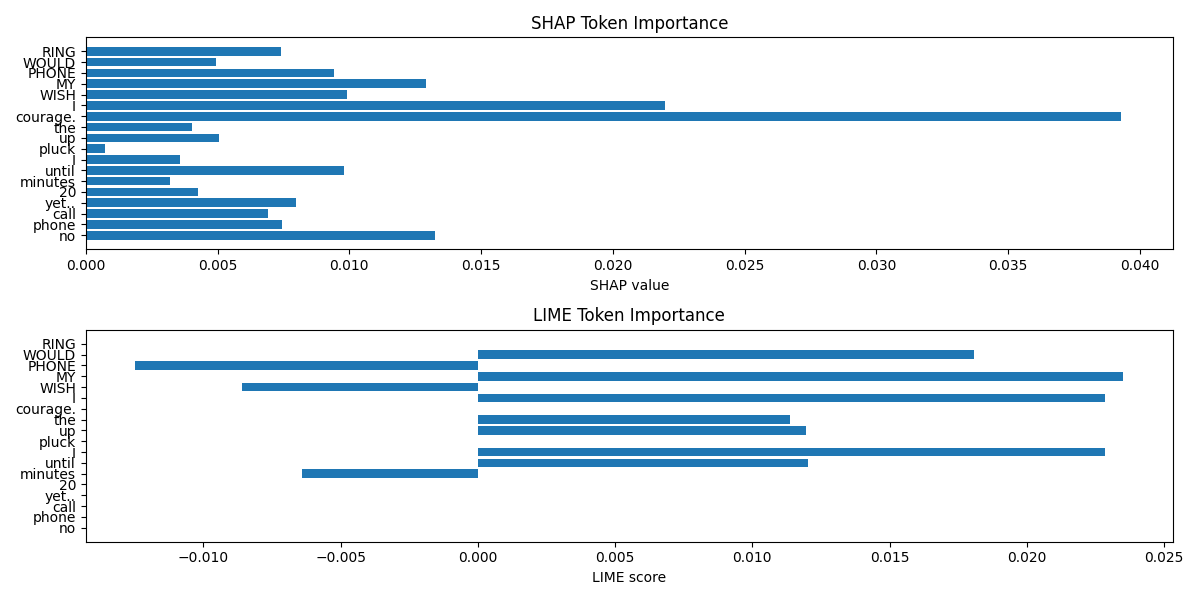 SHAP Token Importance
RING
WOULD
PHONE
MY
WISH
I
courage.
the
up
pluck
I
until
minutes
20
yet..
call
phone
no
0.000 0.005 0.010 0.015 0.020 0.025 0.030 0.035 0.040
SHAP value
LIME Token Importance
RING
WOULD
PHONE
MY
WISH
I
courage.
the
up
pluck
I
until
minutes
20
yet..
call
phone
no
−0.010 −0.005 0.000 0.005 0.010 0.015 0.020 0.025
LIME score